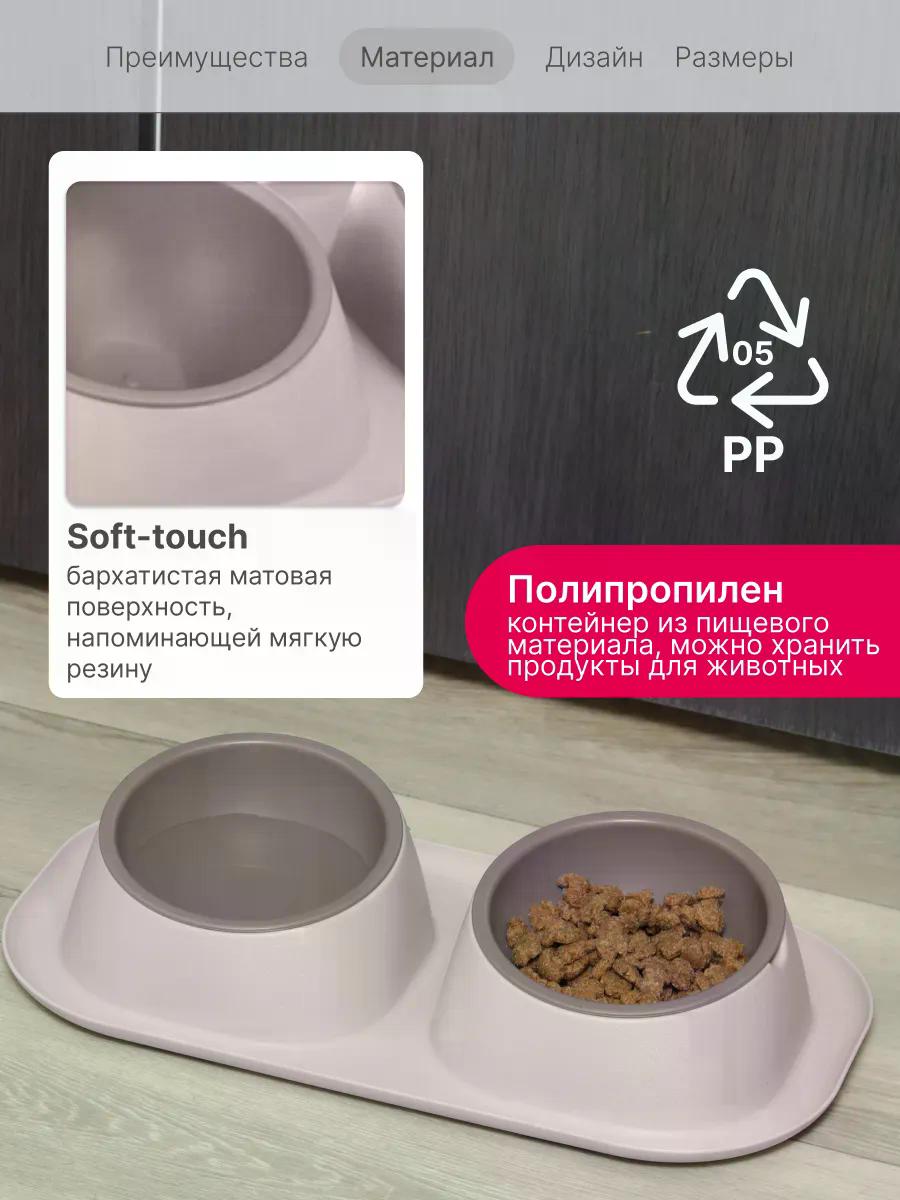 Преимущества Материал Дизайн Размеры
05
PP
Soft-touch
бархатистая матовая
поверхность,
напоминающей мягкую
резину
Полипропилен
контейнер из пищевого
материала, можно хранить
продукты для животных